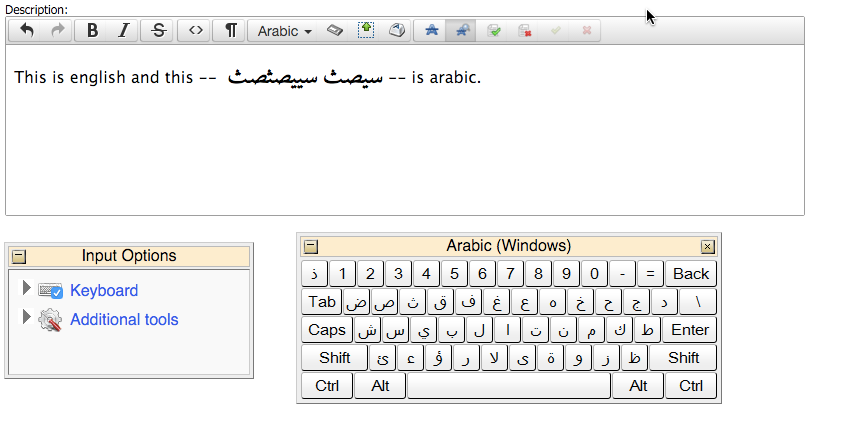 Description:
Arabic
This is english and this -- سيصث سييصثصث -- is arabic.
Input Options
Keyboard
Additional tools
Arabic (Windows)
ذ 1 2 3 4 5 6 7 8 9 0 - = Back
Tab ض ص ث ق ف غ ع ه خ ح ج د \
Caps ش س ي ب ل ا ت ن م ك ط Enter
Shift ئ ء ؤ ر لا ى ة و ز ظ Shift
Ctrl Alt Alt Ctrl